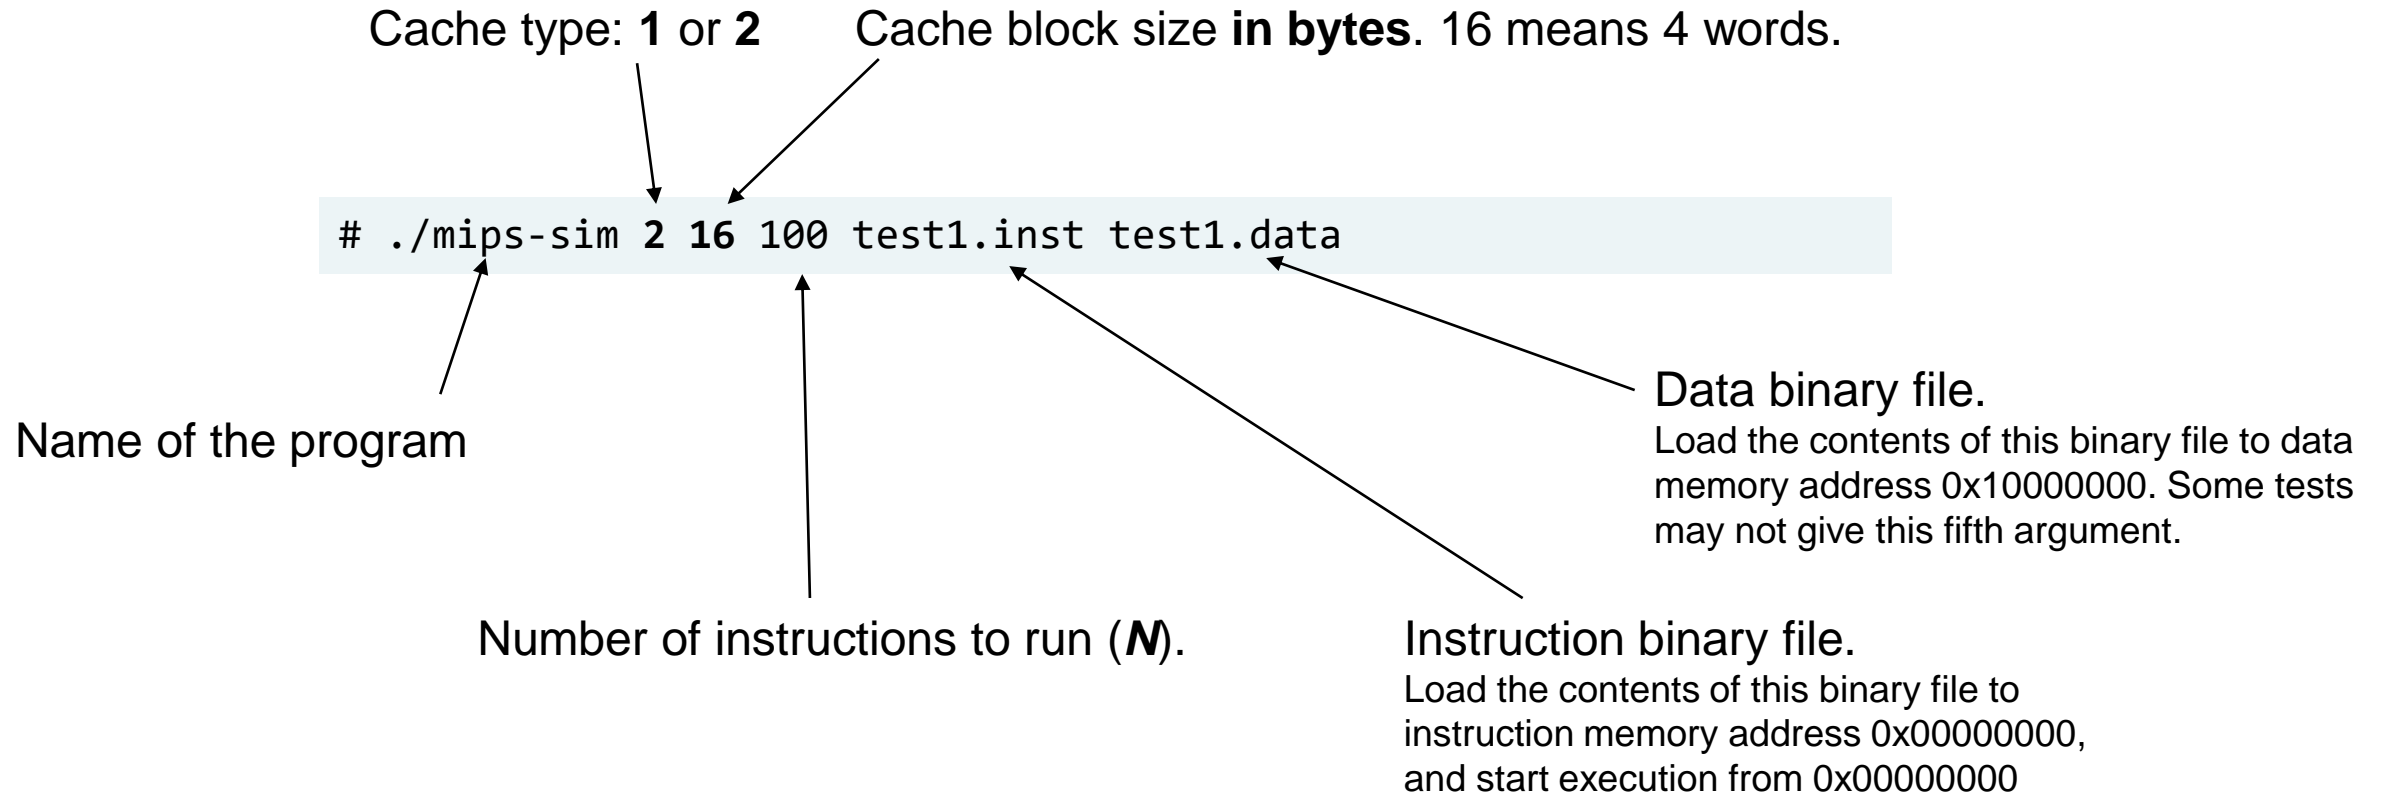 Cache type: 1 or 2
Cache block size in bytes. 16 means 4 words.
# ./mips-sim 2 16 100 test1.inst test1.data
Name of the program
Data binary file.
Load the contents of this binary file to data
memory address 0x10000000. Some tests
may not give this fifth argument.
Number of instructions to run (N).
Instruction binary file.
Load the contents of this binary file to
instruction memory address 0x00000000,
and start execution from 0x00000000